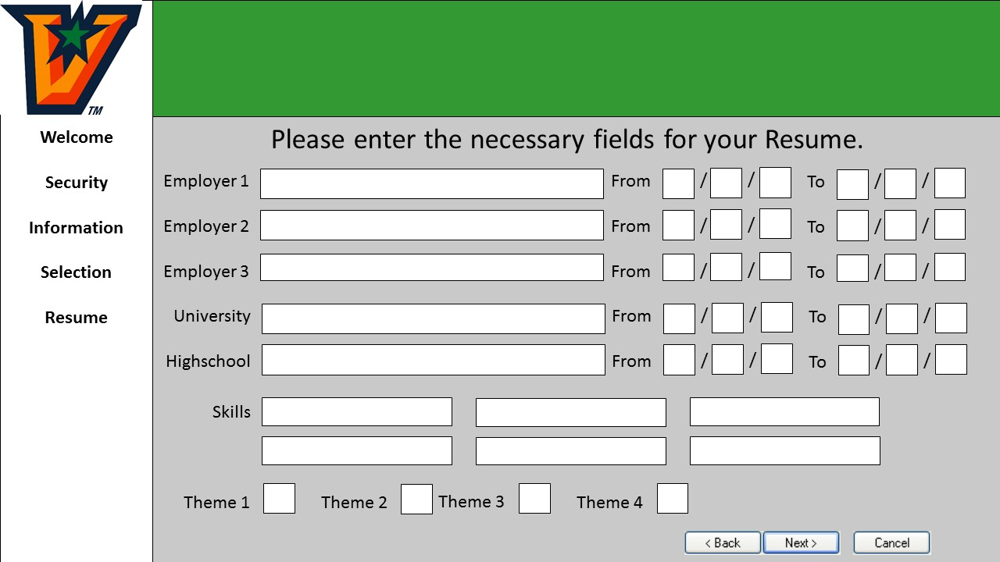 TM
Welcome
Security
Information
Selection
Resume
Please enter the necessary fields for your Resume.
Employer 1 From / / To / /
Employer 2 From / / To / /
Employer 3 From / / To / /
University From / / To / /
Highschool From / / To / /
Skills
Theme 1 Theme 2 Theme 3 Theme 4
< Back Next > Cancel